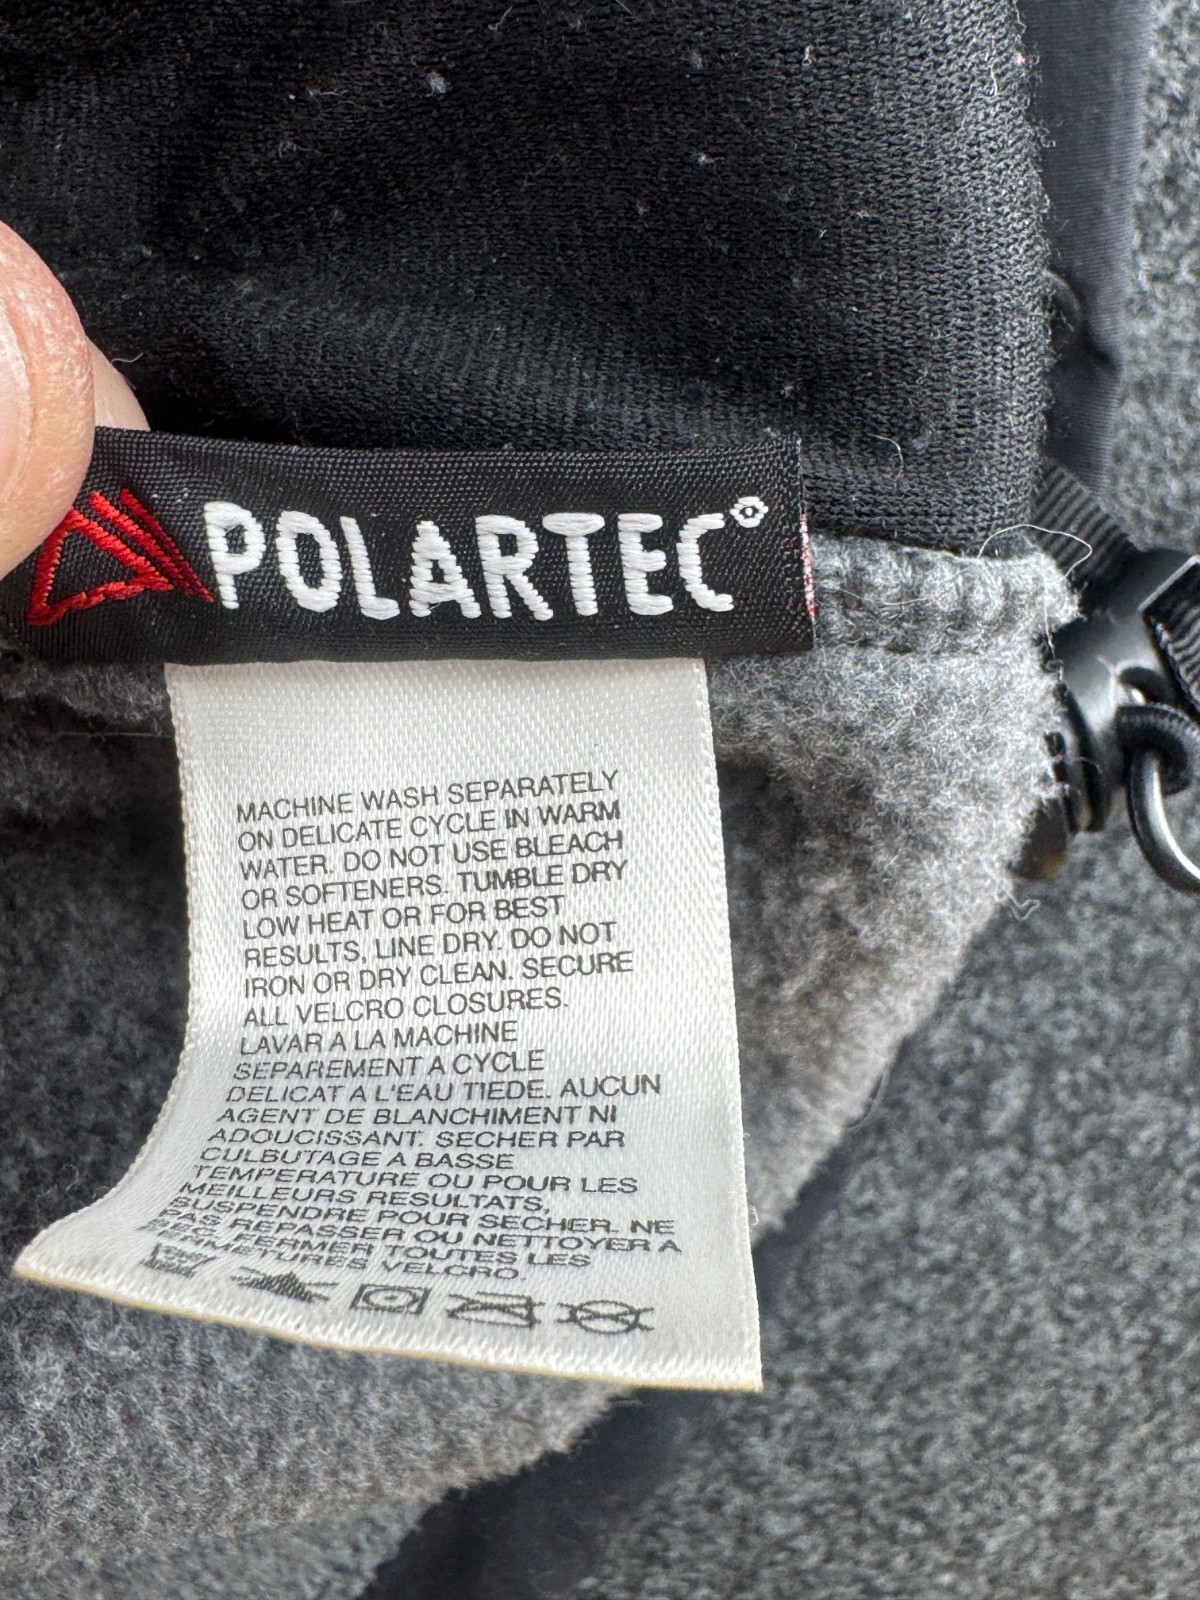 POLARTEC®
MACHINE WASH SEPARATELY
ON DELICATE CYCLE IN WARM
WATER. DO NOT USE BLEACH
OR SOFTENERS. TUMBLE DRY
LOW HEAT OR FOR BEST
RESULTS, LINE DRY. DO NOT
IRON OR DRY CLEAN. SECURE
ALL VELCRO CLOSURES.
LAVAR A LA MACHINE
SEPAREMENT A CYCLE
DELICAT A L'EAU TIEDE. AUCUN
AGENT DE BLANCHIMENT NI
ADOUCISSANT. SECHER PAR
CULBUTAGE A BASSE
TEMPERATURE OU POUR LES
MEILLEURS RESULTATS,
SUSPENDRE POUR SECHER. NE
PAS REPASSER OU NETTOYER A
FERMER TOUTES LES
FERMETURES VELCRO.